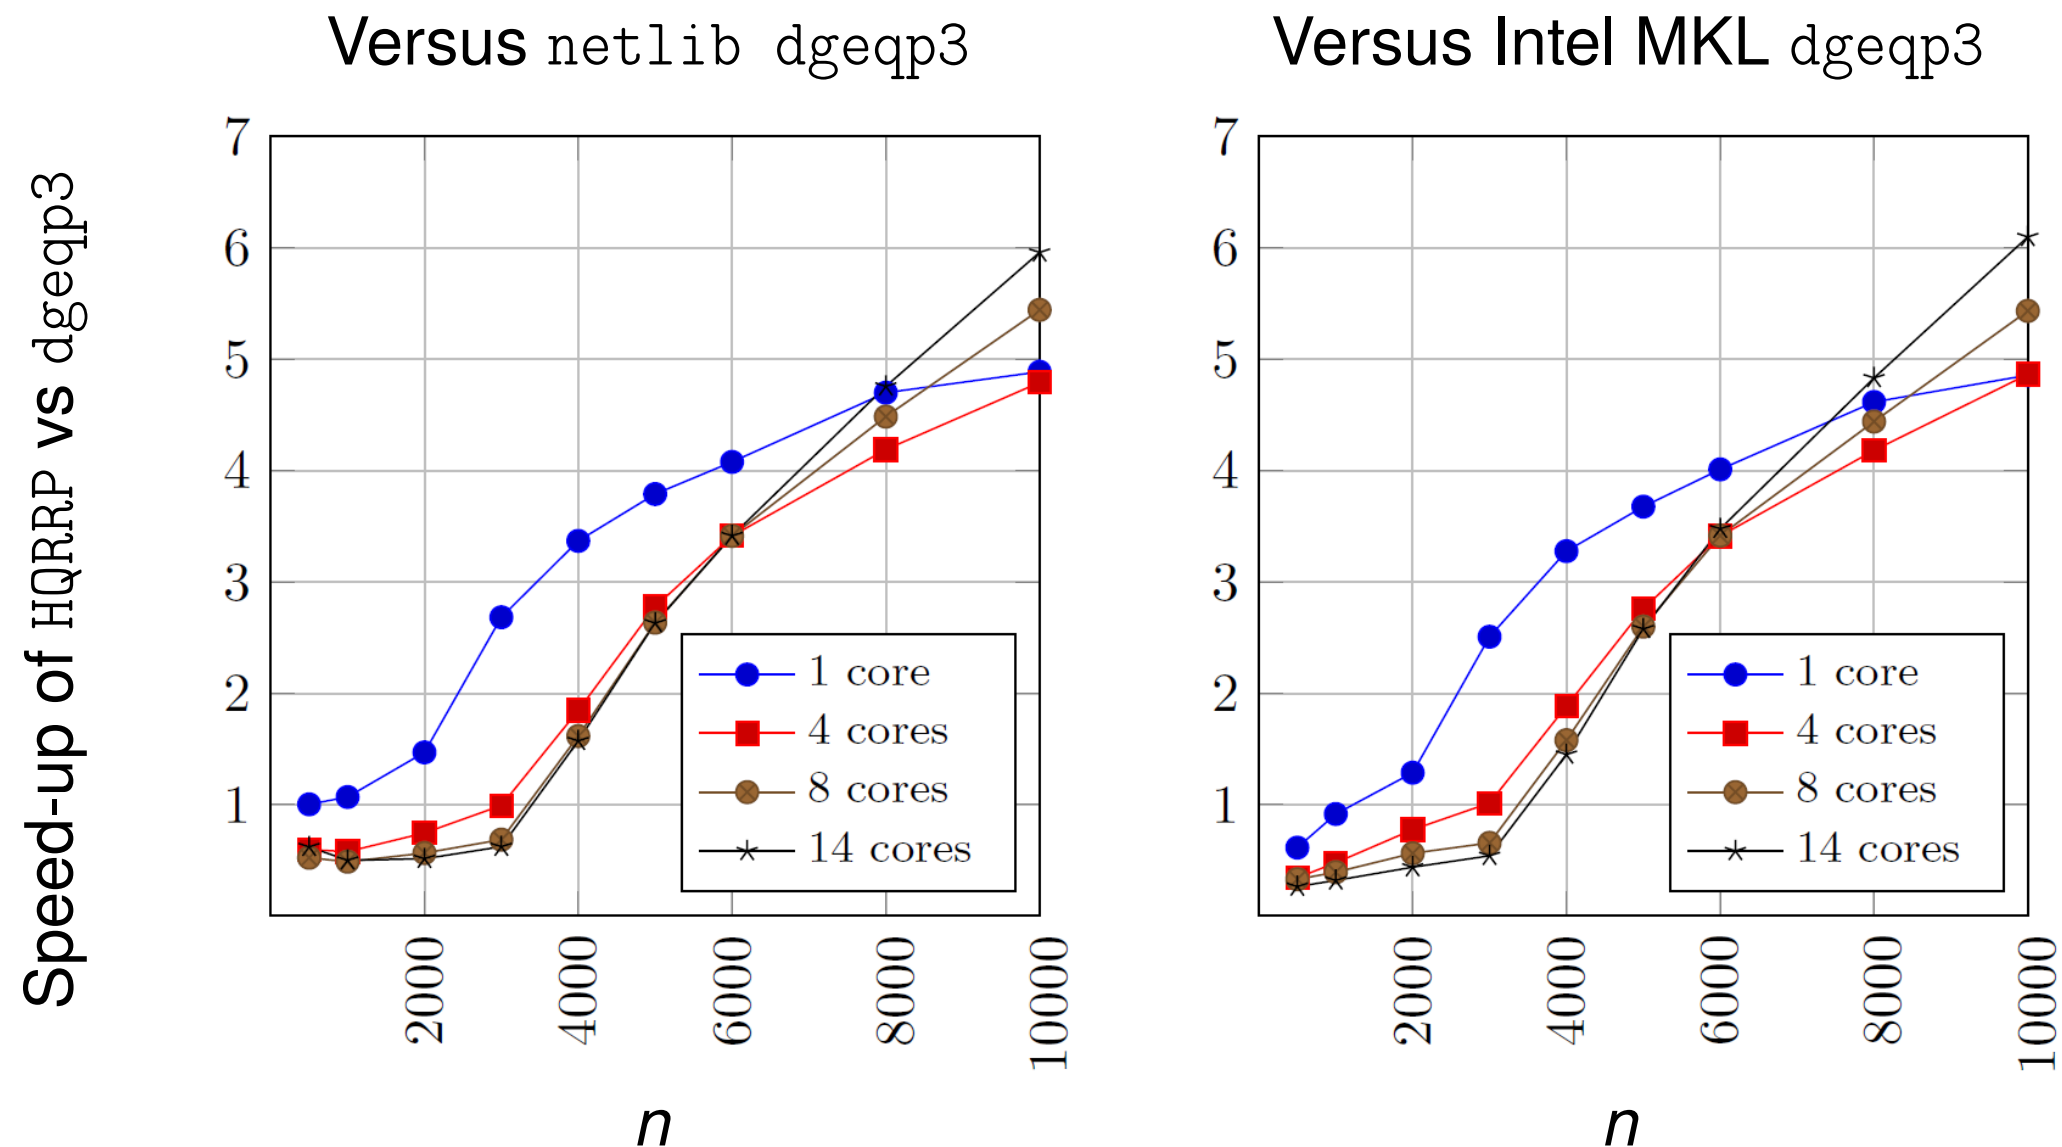 Versus netlib dgeqp3
Versus Intel MKL dgeqp3
Speed-up of HQRRP vs dgeqp3
7
6
5
4
3
2
1
1 core
4 cores
8 cores
14 cores
2000
4000
6000
8000
10000
n
7
6
5
4
3
2
1
1 core
4 cores
8 cores
14 cores
2000
4000
6000
8000
10000
n